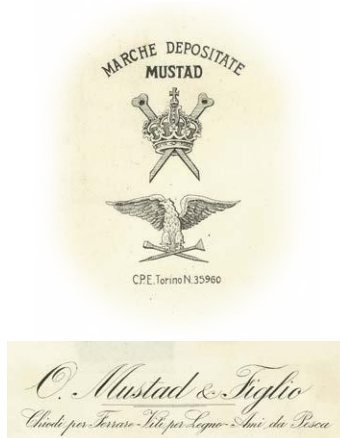 MARCHE DEPOSITATE
MUSTAD
C.P.E. Torino N. 35960
O. Mustad & Figlio
Chiodi per Ferrare - Viti per Legno - Ami da Pesca